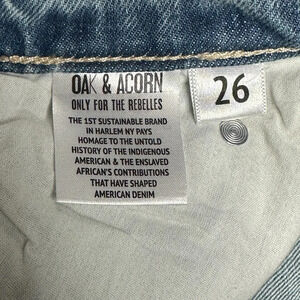 OAK & ACORN
ONLY FOR THE REBELLES
THE 1ST SUSTAINABLE BRAND
IN HARLEM NY PAYS
HOMAGE TO THE UNTOLD
HISTORY OF THE INDIGENOUS
AMERICAN & THE ENSLAVED
AFRICAN'S CONTRIBUTIONS
THAT HAVE SHAPED
AMERICAN DENIM
26